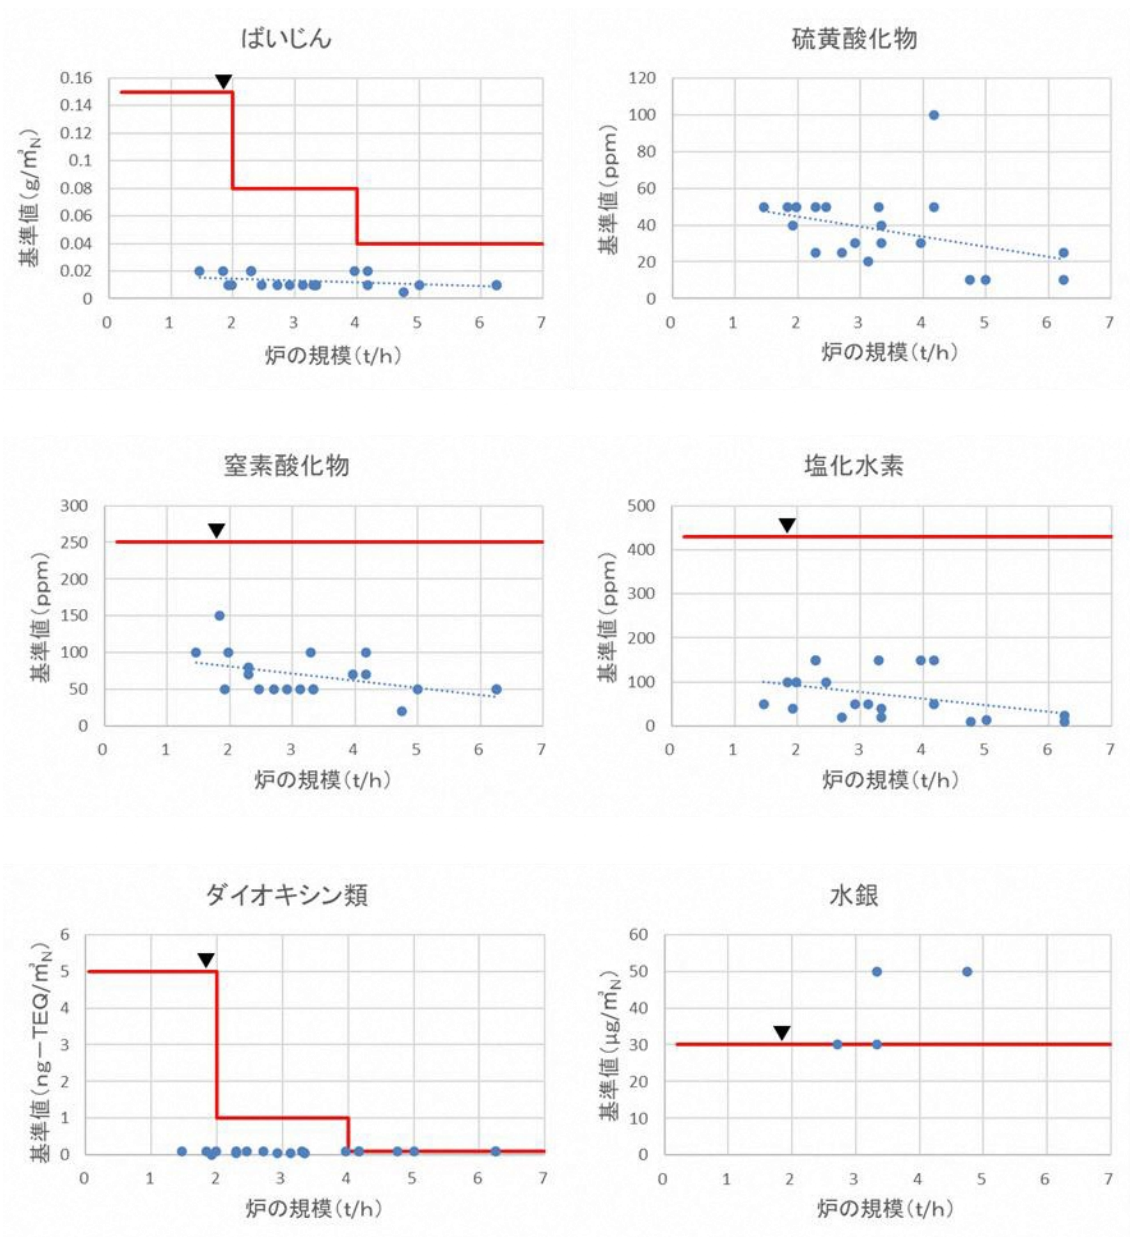 ばいじん
基準値(g/㎥N)
0.16
0.14
0.12
0.1
0.08
0.06
0.04
0.02
0
0 1 2 3 4 5 6 7
炉の規模(t/h)
硫黄酸化物
基準値(ppm)
120
100
80
60
40
20
0
0 1 2 3 4 5 6 7
炉の規模(t/h)
窒素酸化物
基準値(ppm)
300
250
200
150
100
50
0
0 1 2 3 4 5 6 7
炉の規模(t/h)
塩化水素
基準値(ppm)
500
400
300
200
100
0
0 1 2 3 4 5 6 7
炉の規模(t/h)
ダイオキシン類
基準値(ng-TEQ/㎥N)
6
5
4
3
2
1
0
0 1 2 3 4 5 6 7
炉の規模(t/h)
水銀
基準値(μg/㎥N)
60
50
40
30
20
10
0
0 1 2 3 4 5 6 7
炉の規模(t/h)